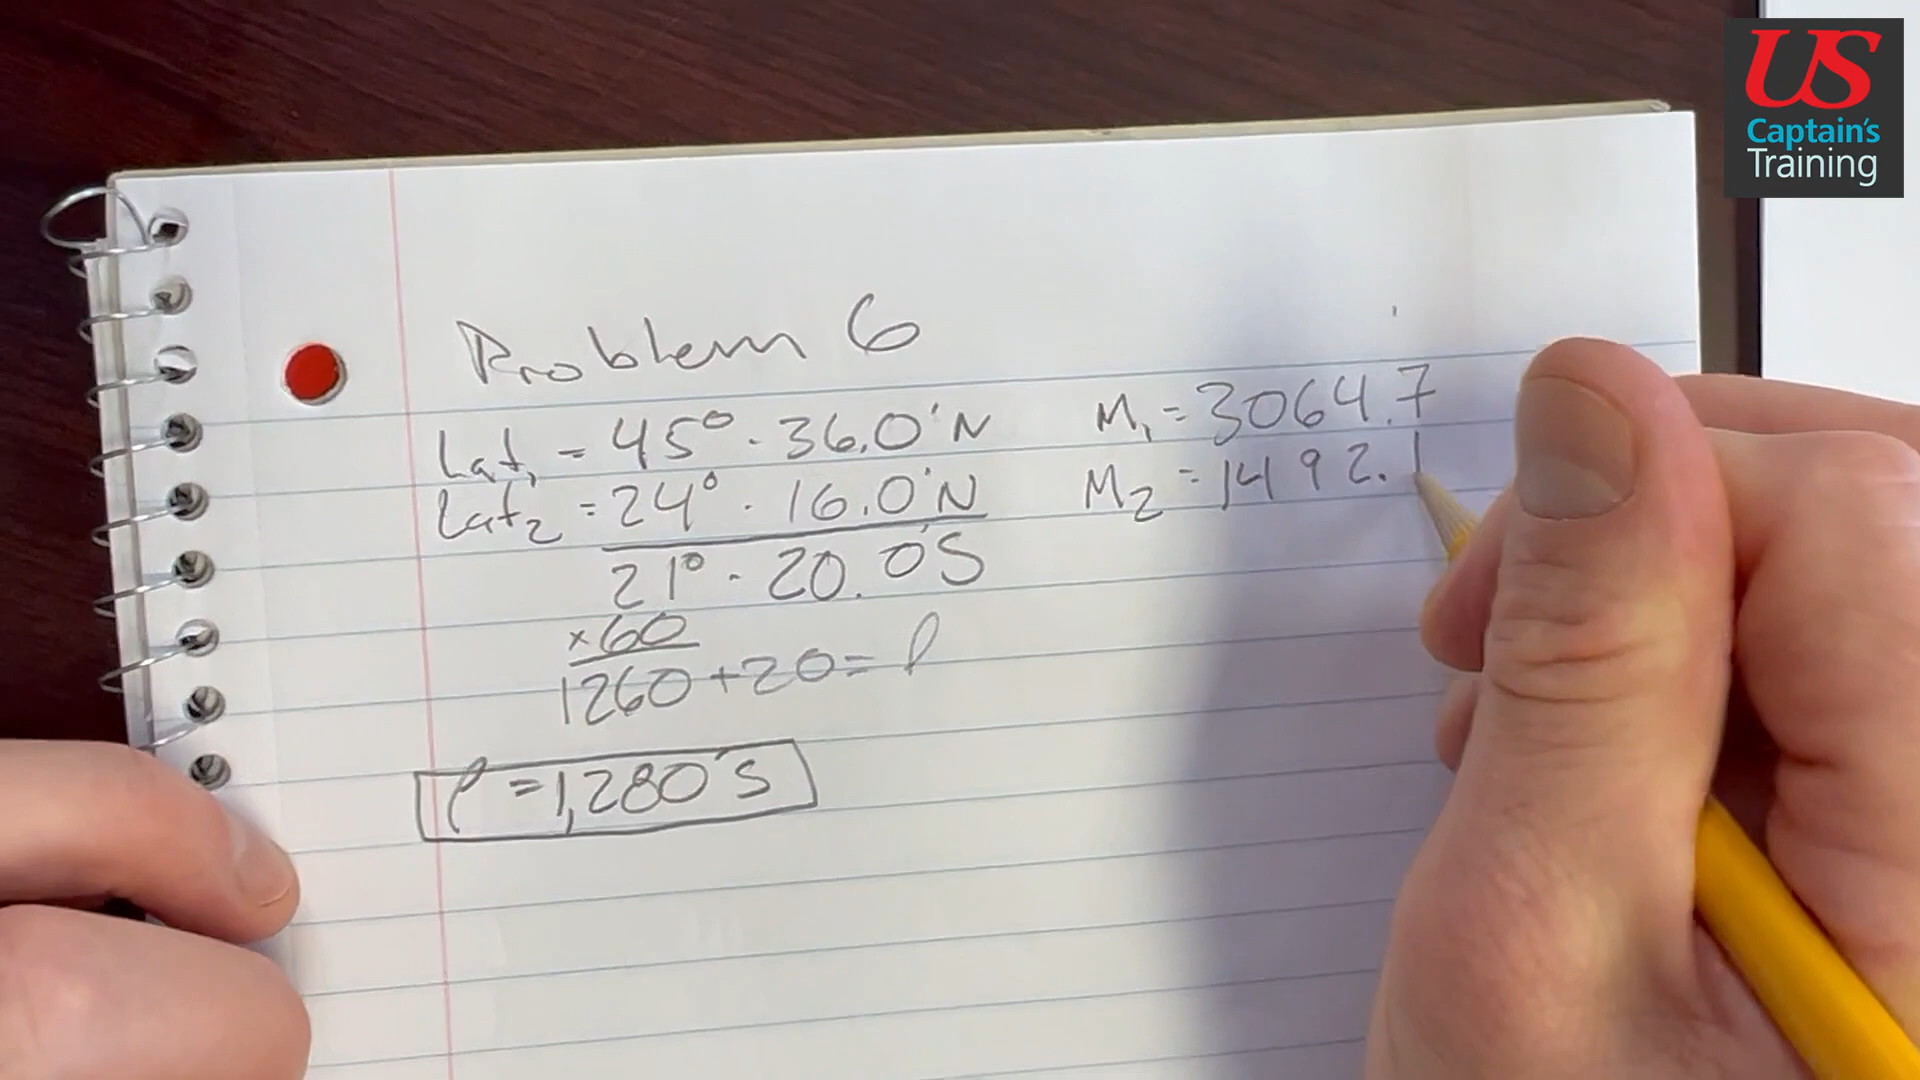 US
Captain's
Training
Problem 6
Lat₁ = 45° - 36.0'N
Lat₂ = 24° - 16.0'N
21° - 20.0'S
x60
1260 + 20 = l
l = 1,280'S
M₁ = 3064.7
M₂ = 1492.1